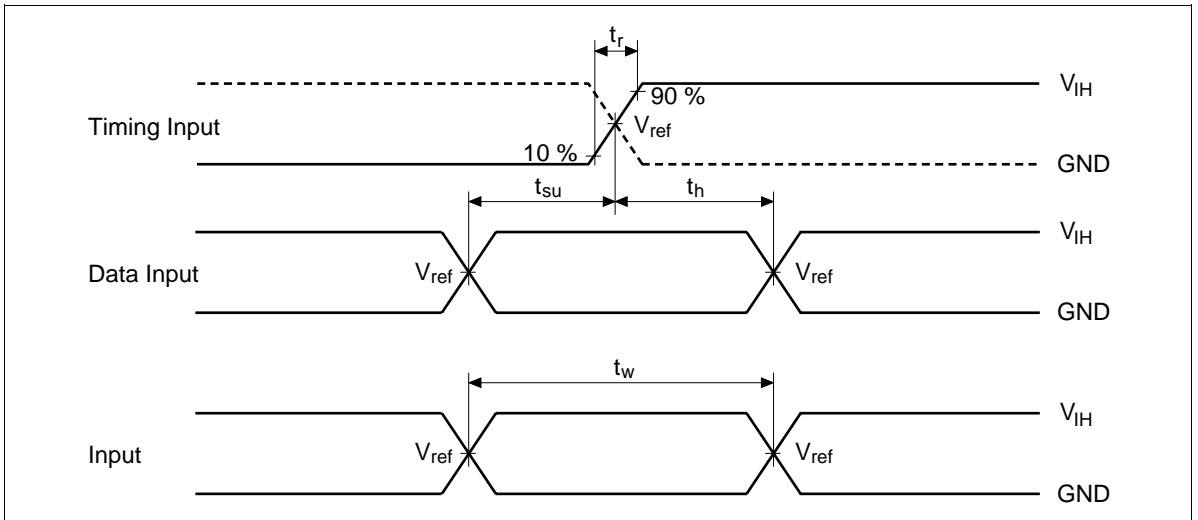 tr
VIH
90 %
Timing Input
Vref
10 %
GND
tsu
th
VIH
Data Input
Vref
Vref
GND
tw
VIH
Input
Vref
Vref
GND